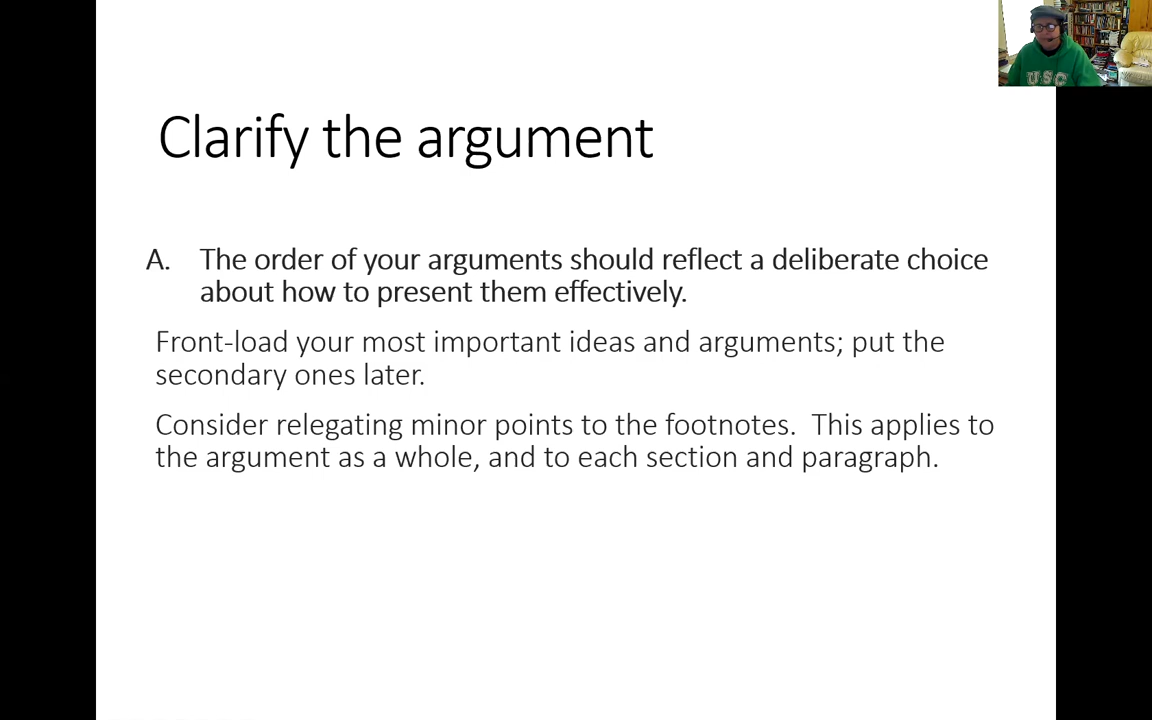 Clarify the argument
A. The order of your arguments should reflect a deliberate choice
about how to present them effectively.
Front-load your most important ideas and arguments; put the
secondary ones later.
Consider relegating minor points to the footnotes.  This applies to
the argument as a whole, and to each section and paragraph.
USC